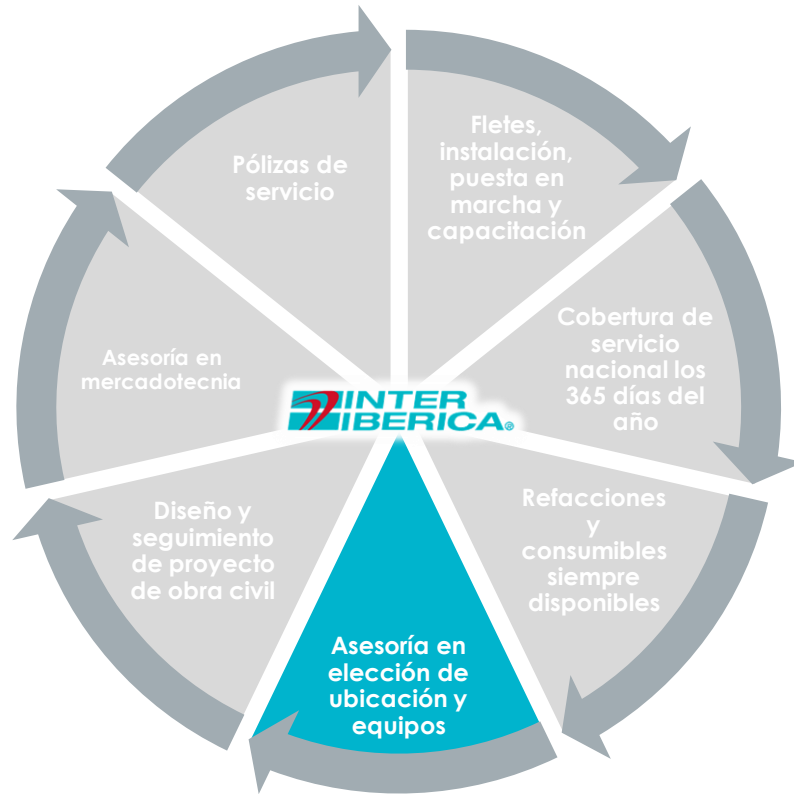 Pólizas de
servicio
Fletes,
instalación,
puesta en
marcha y
capacitación
Cobertura de
servicio
nacional los
365 días del
año
Refacciones
y
consumibles
siempre
disponibles
Asesoría en
elección de
ubicación y
equipos
Diseño y
seguimiento
de proyecto
de obra civil
Asesoría en
mercadotecnia
INTER
IBERICA®